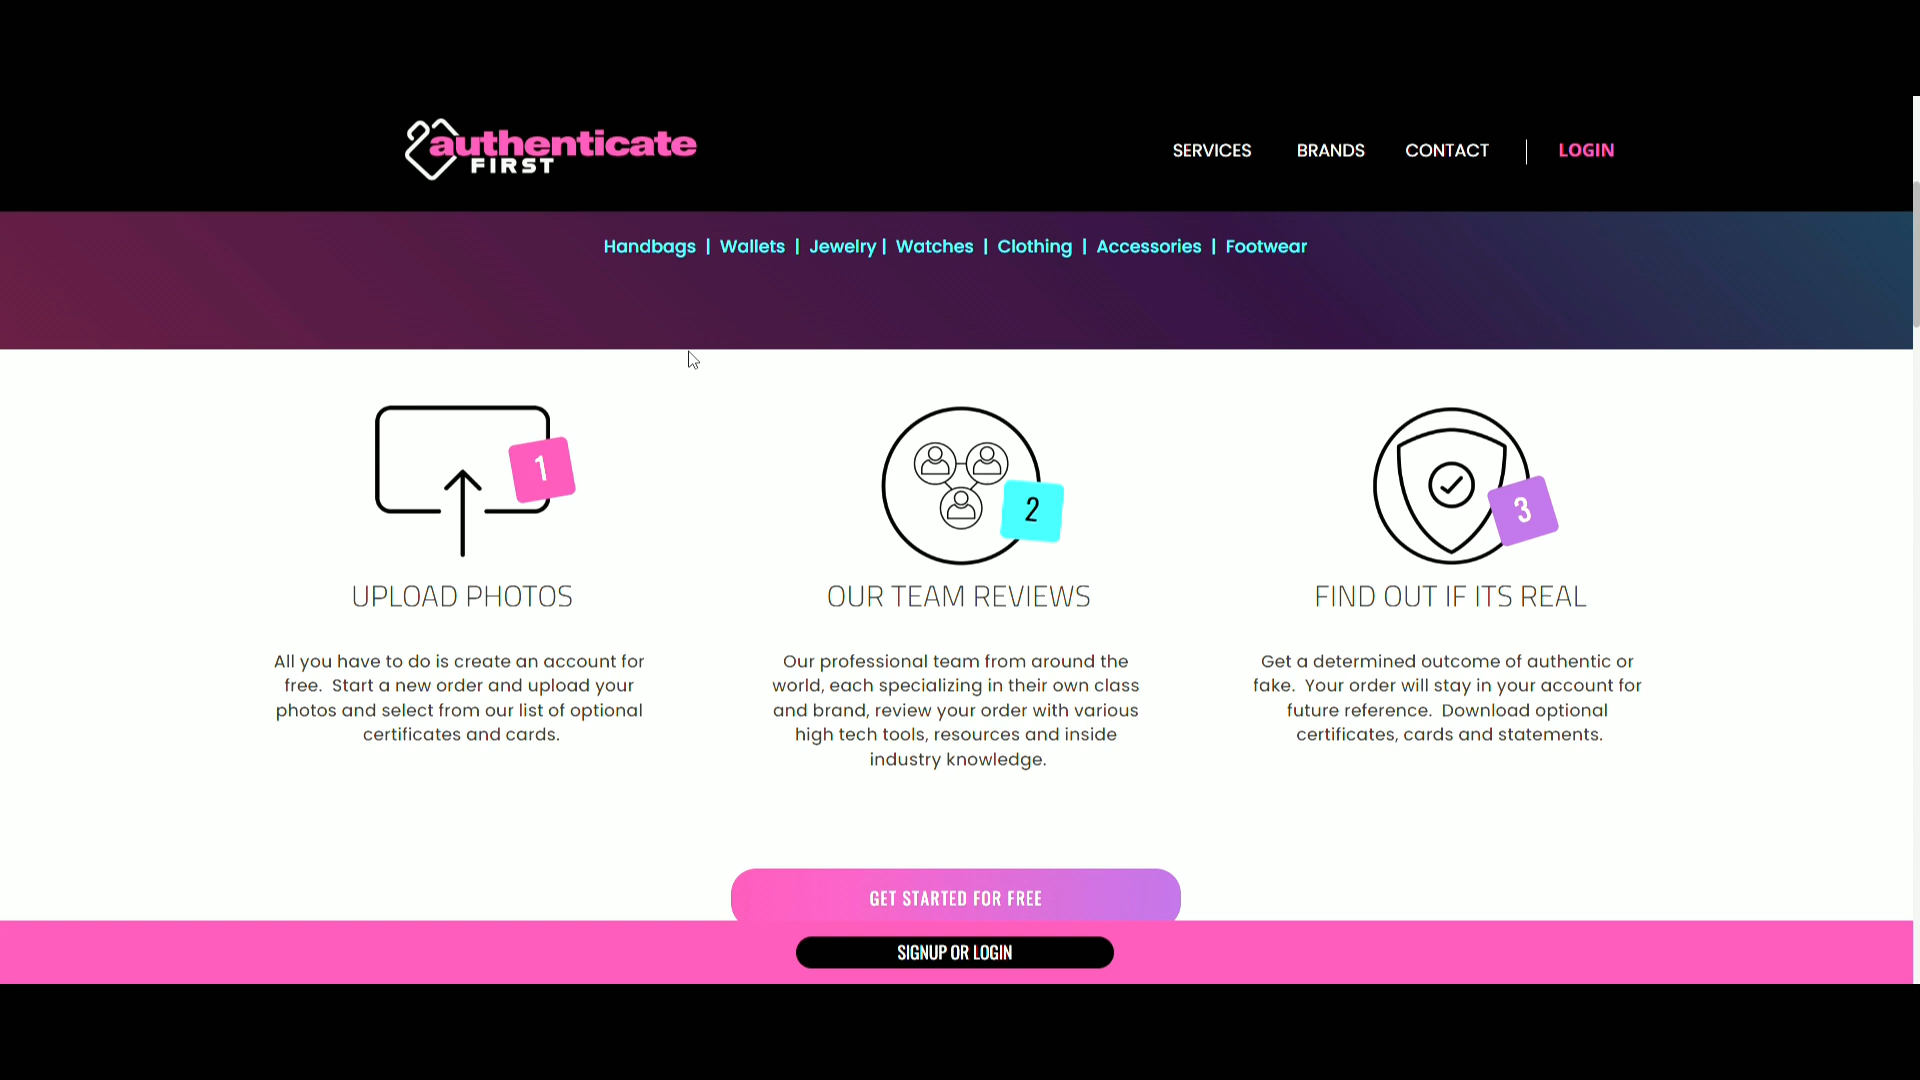 authenticate
FIRST
SERVICES
BRANDS
CONTACT
LOGIN
Handbags | Wallets | Jewelry | Watches | Clothing | Accessories | Footwear
1
2
3
UPLOAD PHOTOS
All you have to do is create an account for
free. Start a new order and upload your
photos and select from our list of optional
certificates and cards.
OUR TEAM REVIEWS
Our professional team from around the
world, each specializing in their own class
and brand, review your order with various
high tech tools, resources and inside
industry knowledge.
FIND OUT IF ITS REAL
Get a determined outcome of authentic or
fake. Your order will stay in your account for
future reference. Download optional
certificates, cards and statements.
GET STARTED FOR FREE
SIGNUP OR LOGIN